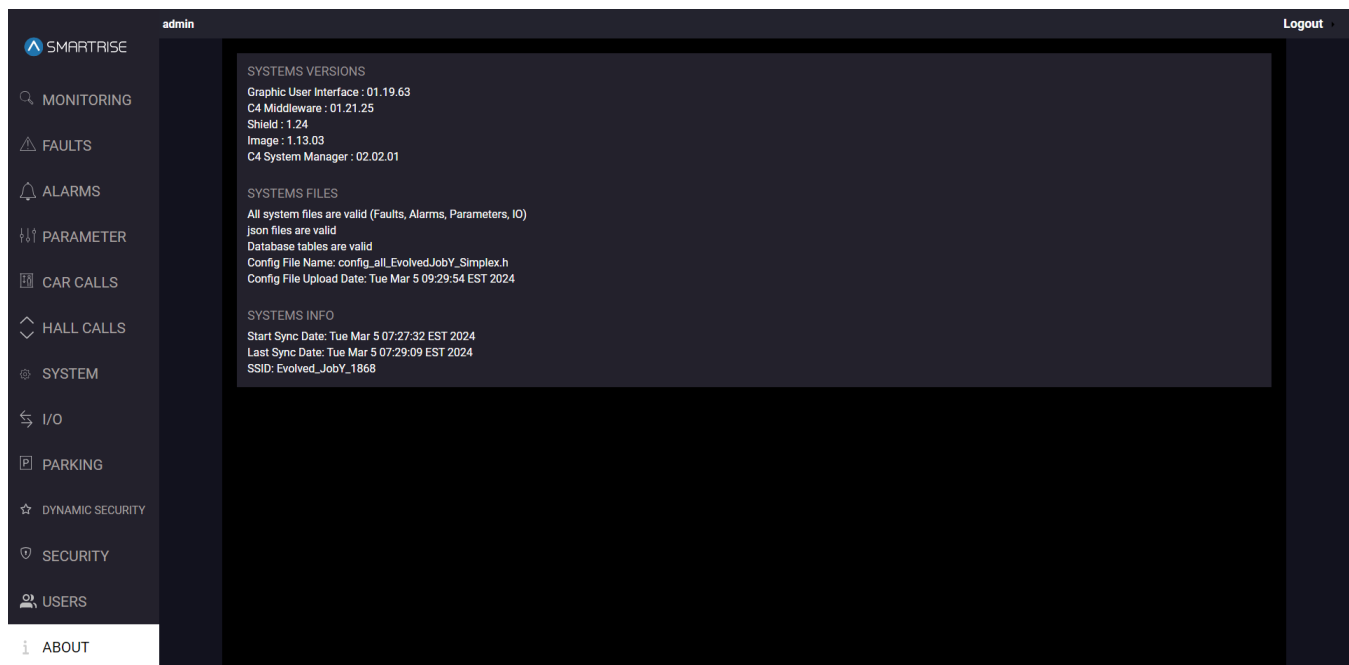 admin
Logout
SMARTRISE
MONITORING
FAULTS
ALARMS
PARAMETER
CAR CALLS
HALL CALLS
SYSTEM
I/O
P PARKING
DYNAMIC SECURITY
SECURITY
USERS
i ABOUT
SYSTEMS VERSIONS
Graphic User Interface : 01.19.63
C4 Middleware : 01.21.25
Shield : 1.24
Image : 1.13.03
C4 System Manager : 02.02.01
SYSTEMS FILES
All system files are valid (Faults, Alarms, Parameters, IO)
json files are valid
Database tables are valid
Config File Name: config_all_EvolvedJobY_Simplex.h
Config File Upload Date: Tue Mar 5 09:29:54 EST 2024
SYSTEMS INFO
Start Sync Date: Tue Mar 5 07:27:32 EST 2024
Last Sync Date: Tue Mar 5 07:29:09 EST 2024
SSID: Evolved_JobY_1868